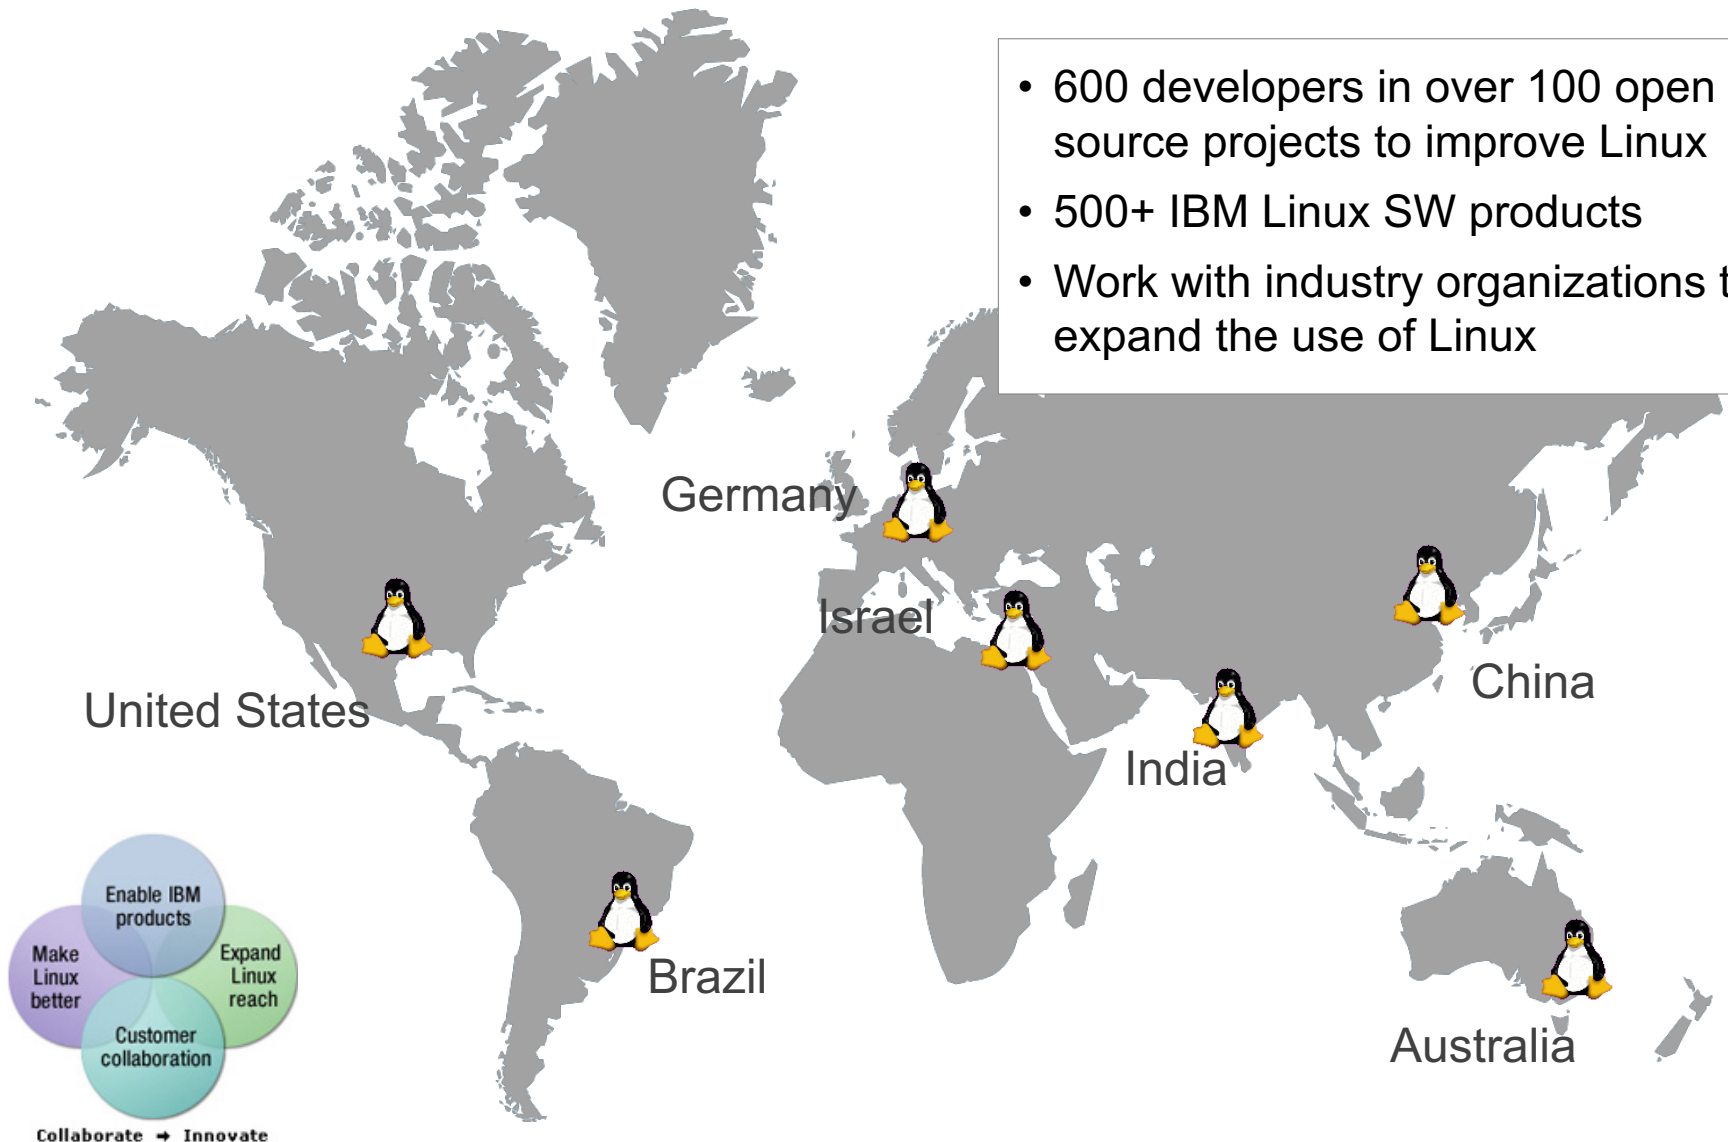 • 600 developers in over 100 open
source projects to improve Linux
• 500+ IBM Linux SW products
• Work with industry organizations t
expand the use of Linux
Germany
Israel
United States
China
India
Brazil
Australia
Enable IBM
products
Make
Linux
better
Expand
Linux
reach
Customer
collaboration
Collaborate → Innovate